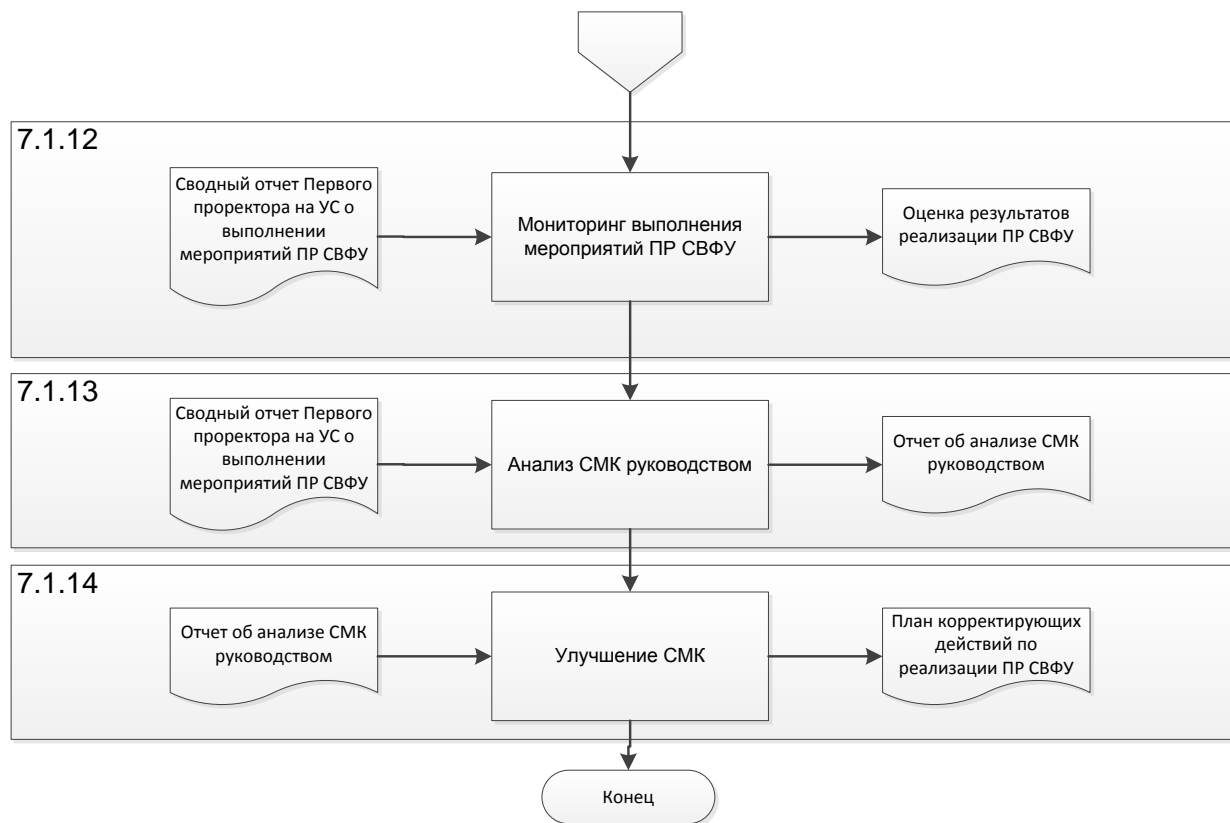 7.1.12
Сводный отчет Первого
проректора на УС о
выполнении
мероприятий ПР СВФУ
Мониторинг выполнения
мероприятий ПР СВФУ
Оценка результатов
реализации ПР СВФУ
7.1.13
Сводный отчет Первого
проректора на УС о
выполнении
мероприятий ПР СВФУ
Анализ СМК руководством
Отчет об анализе СМК
руководством
7.1.14
Отчет об анализе СМК
руководством
Улучшение СМК
План корректирующих
действий по
реализации ПР СВФУ
Конец